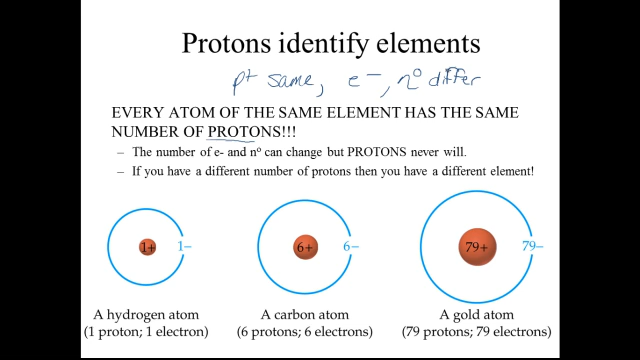 Protons identify elements
p+ same, e-, n⁰ differ
EVERY ATOM OF THE SAME ELEMENT HAS THE SAME
NUMBER OF PROTONS!!!
– The number of e- and n⁰ can change but PROTONS never will.
– If you have a different number of protons then you have a different element!
1+ 1– 6+ 6– 79+ 79–
A hydrogen atom A carbon atom A gold atom
(1 proton; 1 electron) (6 protons; 6 electrons) (79 protons; 79 electrons)